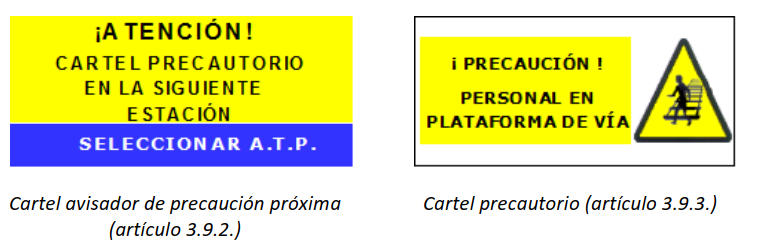 ¡ATENCIÓN!
CARTEL PRECAUTORIO
EN LA SIGUIENTE
ESTACIÓN
SELECCIONAR A.T.P.
Cartel avisador de precaución próxima
(artículo 3.9.2.)
¡ PRECAUCIÓN !
PERSONAL EN
PLATAFORMA DE VÍA
Cartel precautorio (artículo 3.9.3.)